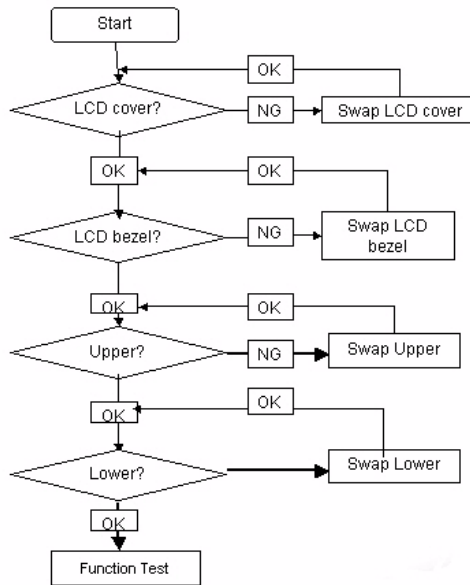 Start
OK
LCD cover?
NG
Swap LCD cover
OK
OK
LCD bezel?
NG
Swap LCD
bezel
OK
OK
Upper?
NG
Swap Upper
OK
OK
Lower?
Swap Lower
OK
Function Test